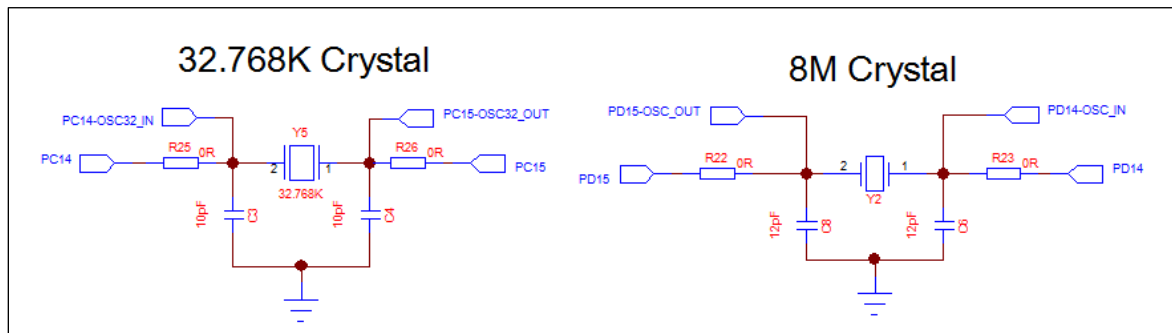 32.768K Crystal
PC14-OSC32_IN
PC15-OSC32_OUT
Y5
PC14
R25
0R
2
1
R26
0R
PC15
32.768K
10pF
C3
10pF
C4
8M Crystal
PD15-OSC_OUT
PD14-OSC_IN
R22
0R
2
1
R23
0R
PD15
Y2
PD14
12pF
C8
12pF
C6